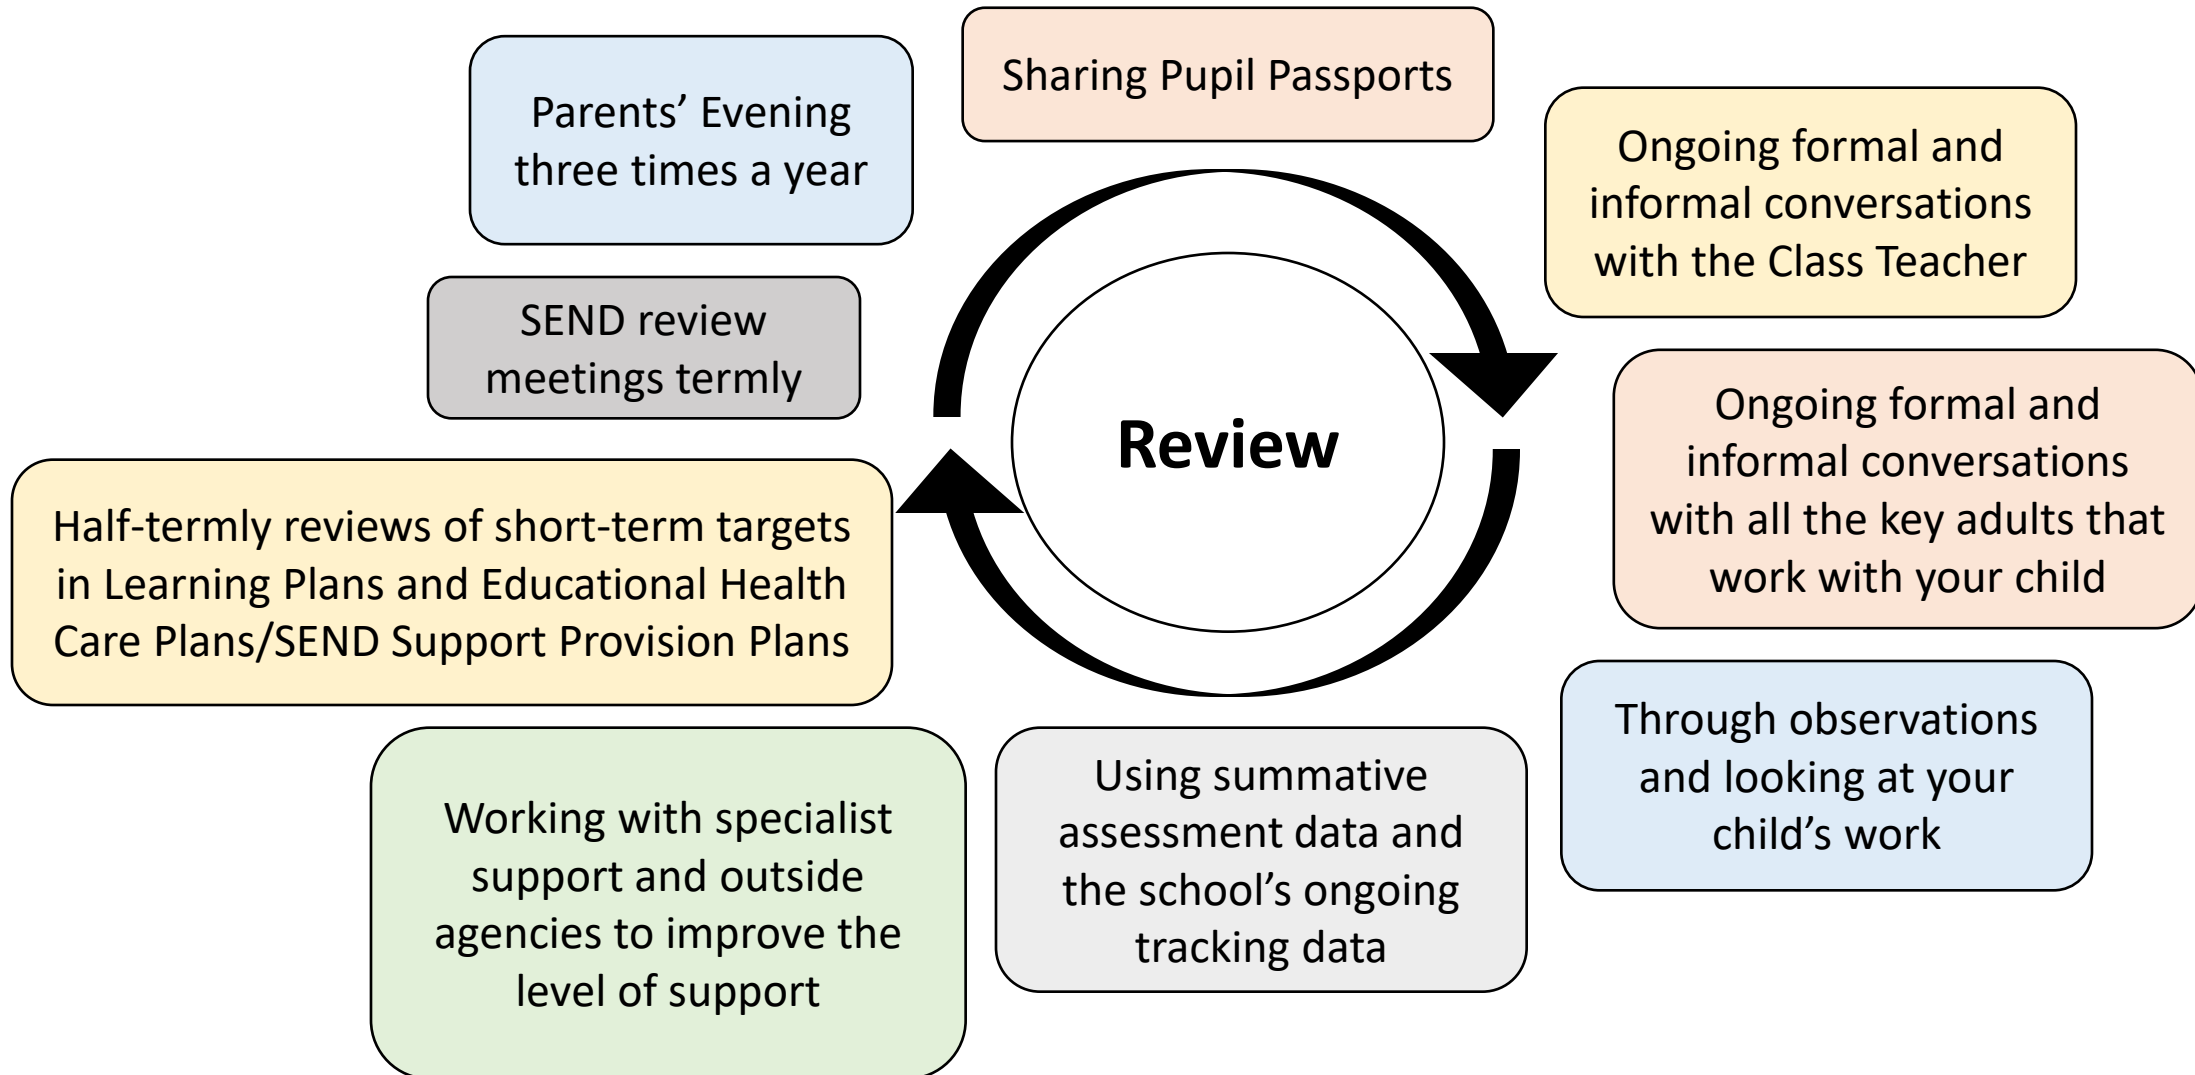 Sharing Pupil Passports
Parents’ Evening
three times a year
Ongoing formal and
informal conversations
with the Class Teacher
SEND review
meetings termly
Review
Ongoing formal and
informal conversations
with all the key adults that
work with your child
Half-termly reviews of short-term targets
in Learning Plans and Educational Health
Care Plans/SEND Support Provision Plans
Through observations
and looking at your
child’s work
Using summative
assessment data and
the school’s ongoing
tracking data
Working with specialist
support and outside
agencies to improve the
level of support